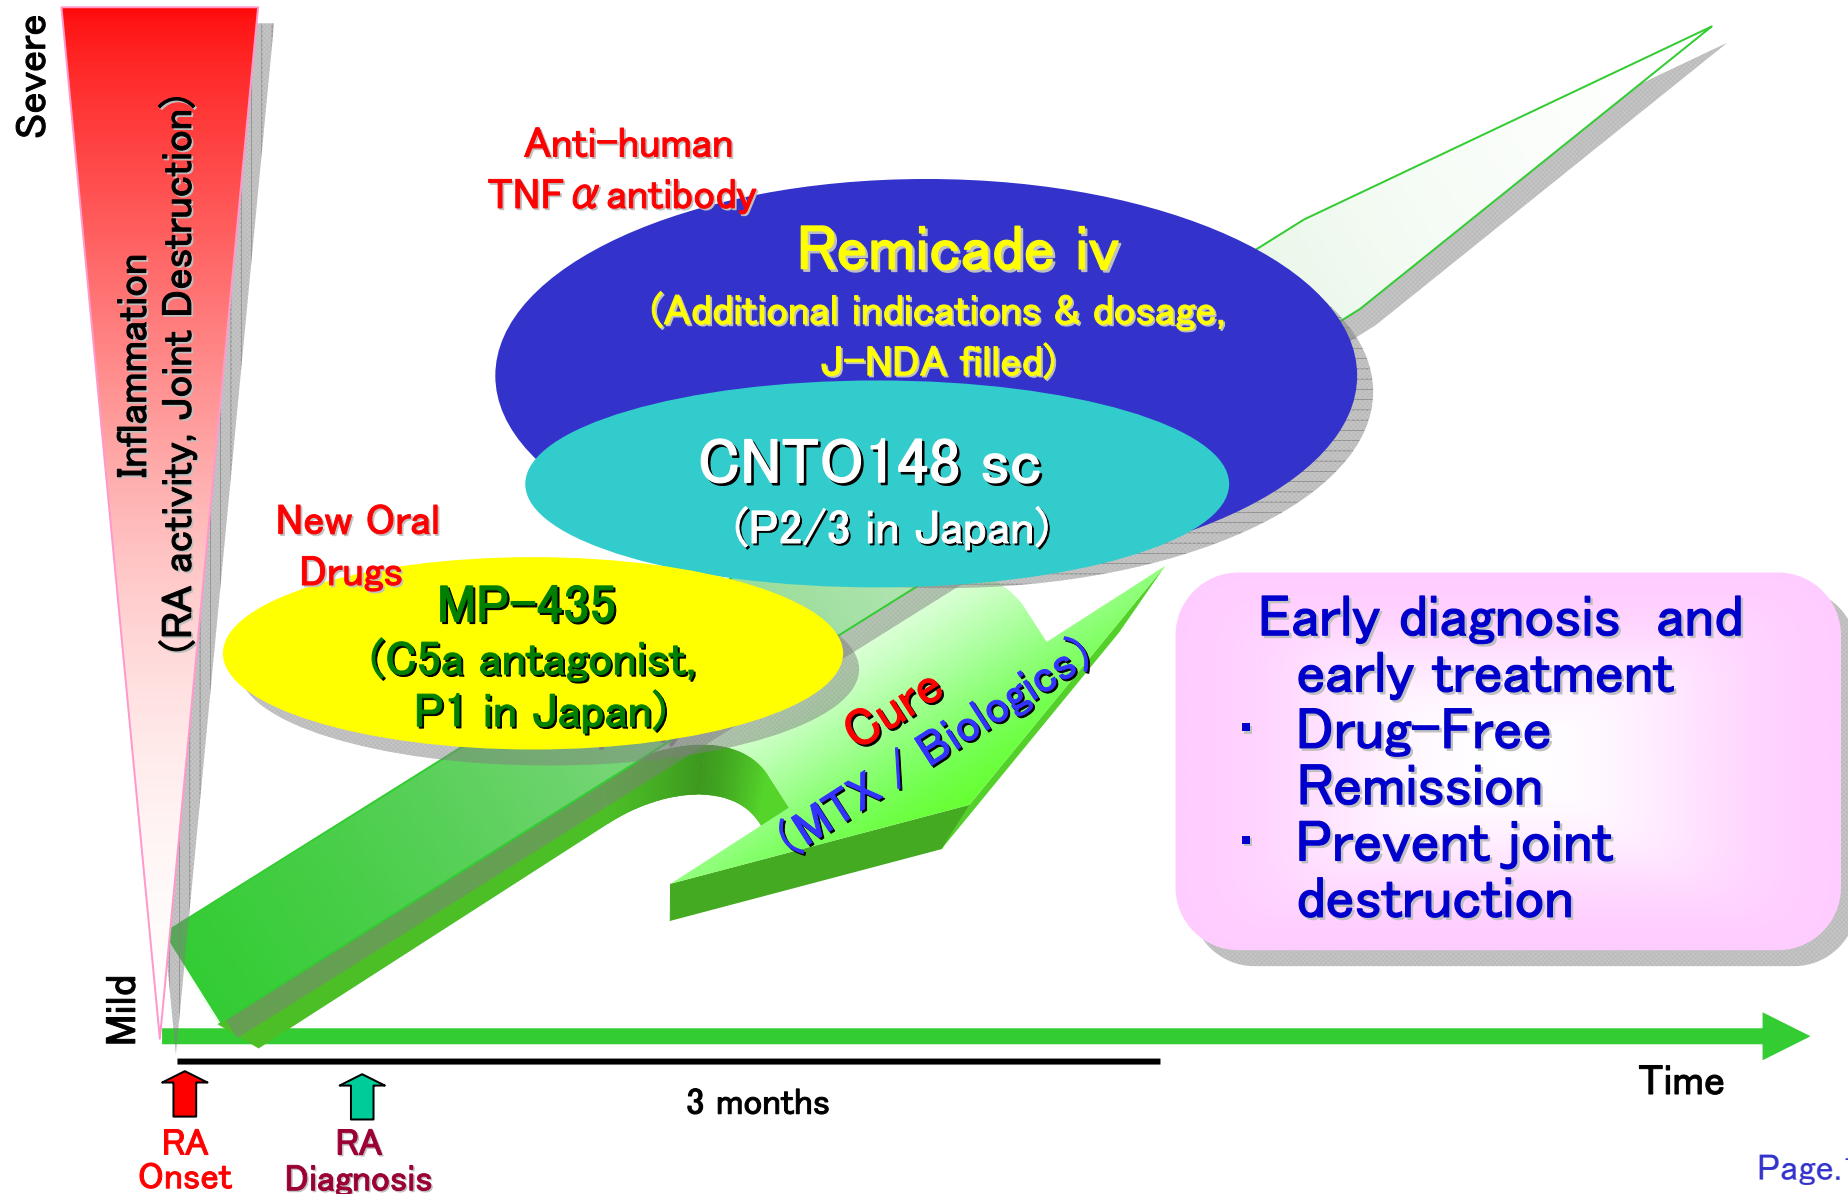 Severe
Inflammation
(RA activity, Joint Destruction)
Mild
Anti-human
TNF α antibody
Remicade iv
(Additional indications & dosage,
J-NDA filled)
CNTO148 sc
(P2/3 in Japan)
New Oral
Drugs
MP-435
(C5a antagonist,
P1 in Japan)
Cure
(MTX / Biologics)
Early diagnosis and
early treatment
・ Drug-Free
Remission
・ Prevent joint
destruction
Time
3 months
RA
Onset
RA
Diagnosis
Page.